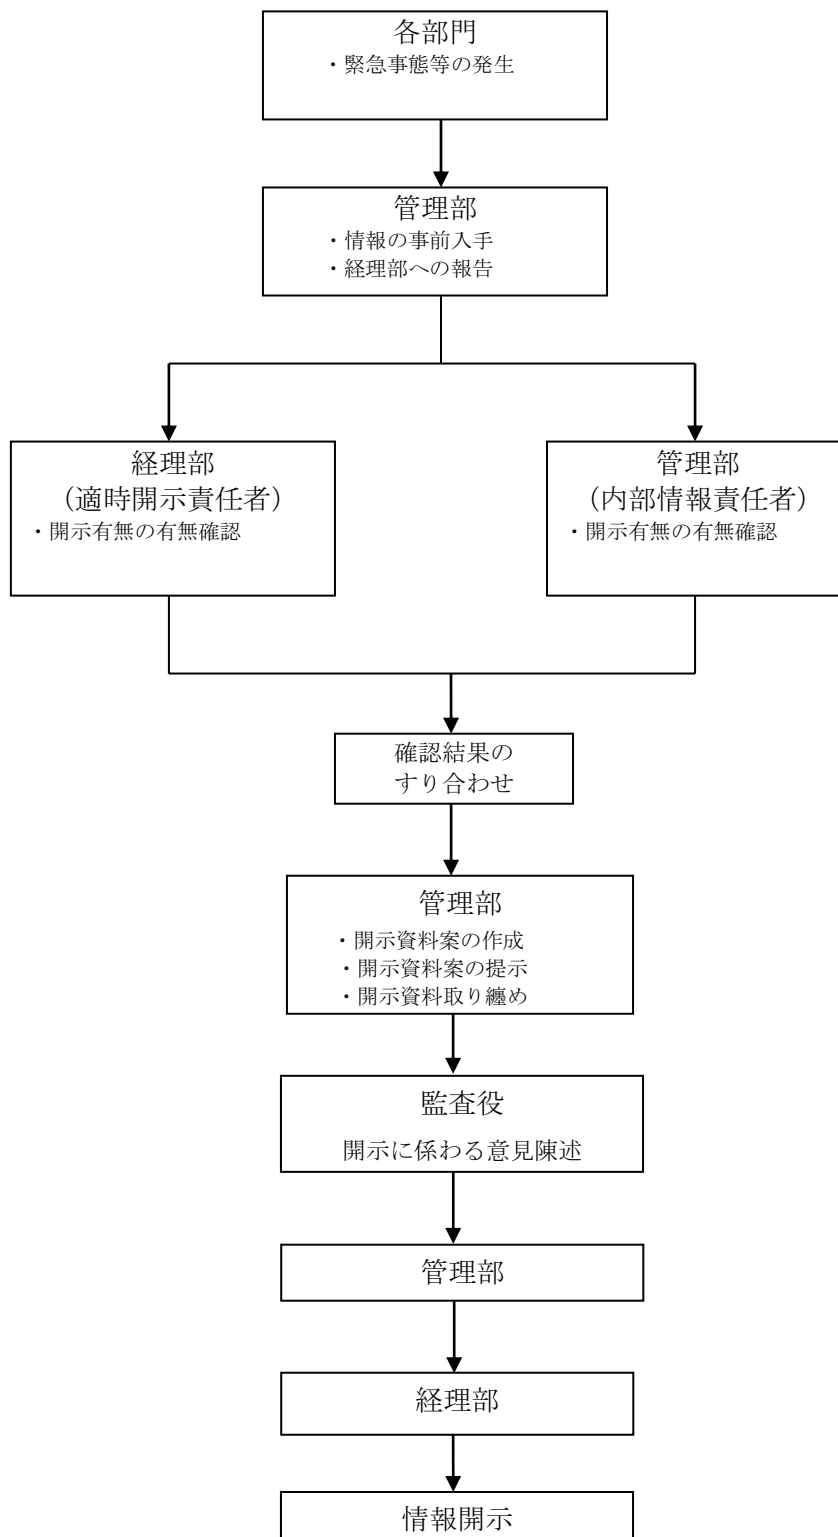 各部門
・緊急事態等の発生
管理部
・情報の事前入手
・経理部への報告
経理部
（適時開示責任者）
・開示有無の有無確認
管理部
（内部情報責任者）
・開示有無の有無確認
確認結果の
すり合わせ
管理部
・開示資料案の作成
・開示資料案の提示
・開示資料取り纏め
監査役
開示に係わる意見陳述
管理部
経理部
情報開示